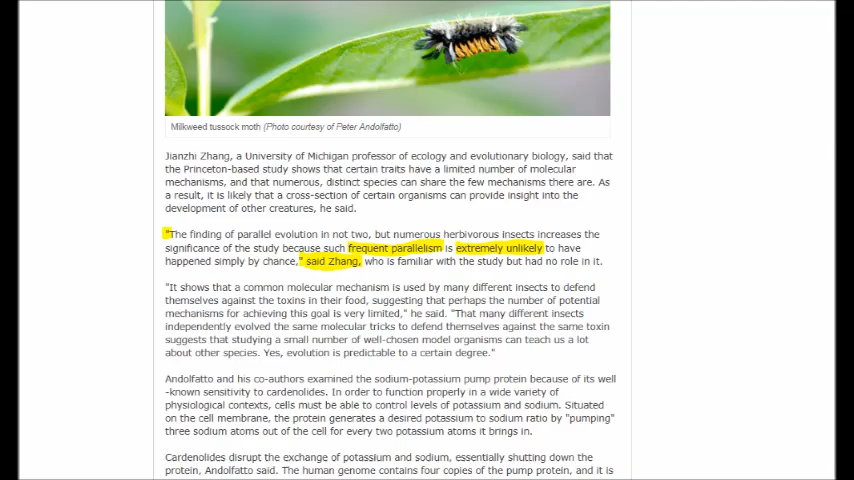 Milkweed tussock moth (Photo courtesy of Peter Andolfatto)
Jianzhi Zhang, a University of Michigan professor of ecology and evolutionary biology, said that
the Princeton-based study shows that certain traits have a limited number of molecular
mechanisms, and that numerous, distinct species can share the few mechanisms there are. As
a result, it is likely that a cross-section of certain organisms can provide insight into the
development of other creatures, he said.
"The finding of parallel evolution in not two, but numerous herbivorous insects increases the
significance of the study because such frequent parallelism is extremely unlikely to have
happened simply by chance," said Zhang, who is familiar with the study but had no role in it.
"It shows that a common molecular mechanism is used by many different insects to defend
themselves against the toxins in their food, suggesting that perhaps the number of potential
mechanisms for achieving this goal is very limited," he said. "That many different insects
independently evolved the same molecular tricks to defend themselves against the same toxin
suggests that studying a small number of well-chosen model organisms can teach us a lot
about other species. Yes, evolution is predictable to a certain degree."
Andolfatto and his co-authors examined the sodium-potassium pump protein because of its well
-known sensitivity to cardenolides. In order to function properly in a wide variety of
physiological contexts, cells must be able to control levels of potassium and sodium. Situated
on the cell membrane, the protein generates a desired potassium to sodium ratio by "pumping"
three sodium atoms out of the cell for every two potassium atoms it brings in.
Cardenolides disrupt the exchange of potassium and sodium, essentially shutting down the
protein, Andolfatto said. The human genome contains four copies of the pump protein, and it is